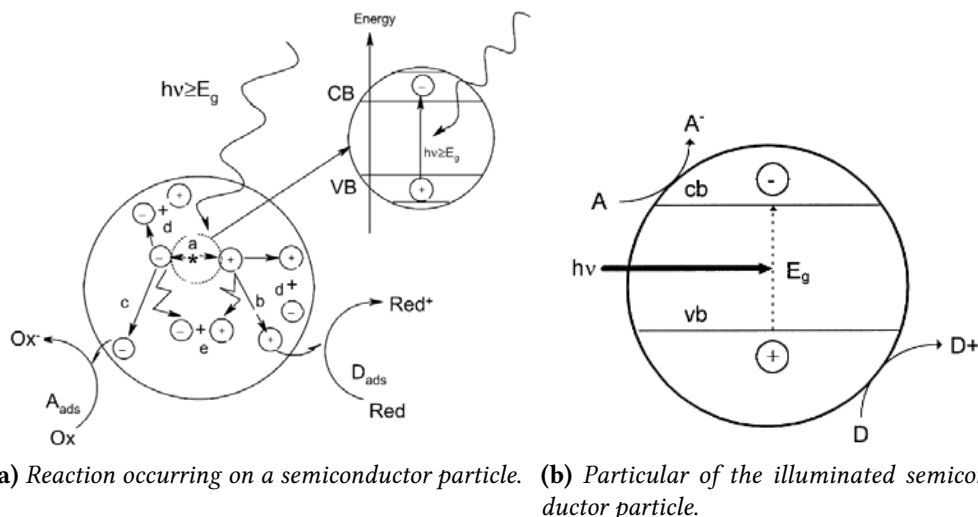 Energy
hν≥Eg
CB
hν≥Eg
VB
+
- + d
a
- * +
+
c
b
d +
-
- + +
e
-
+
Ox-
Red+
Aads
Dads
Ox
Red
A-
A
cb
-
hν
Eg
vb
+
D+
D
a) Reaction occurring on a semiconductor particle.
(b) Particular of the illuminated semicon
ductor particle.